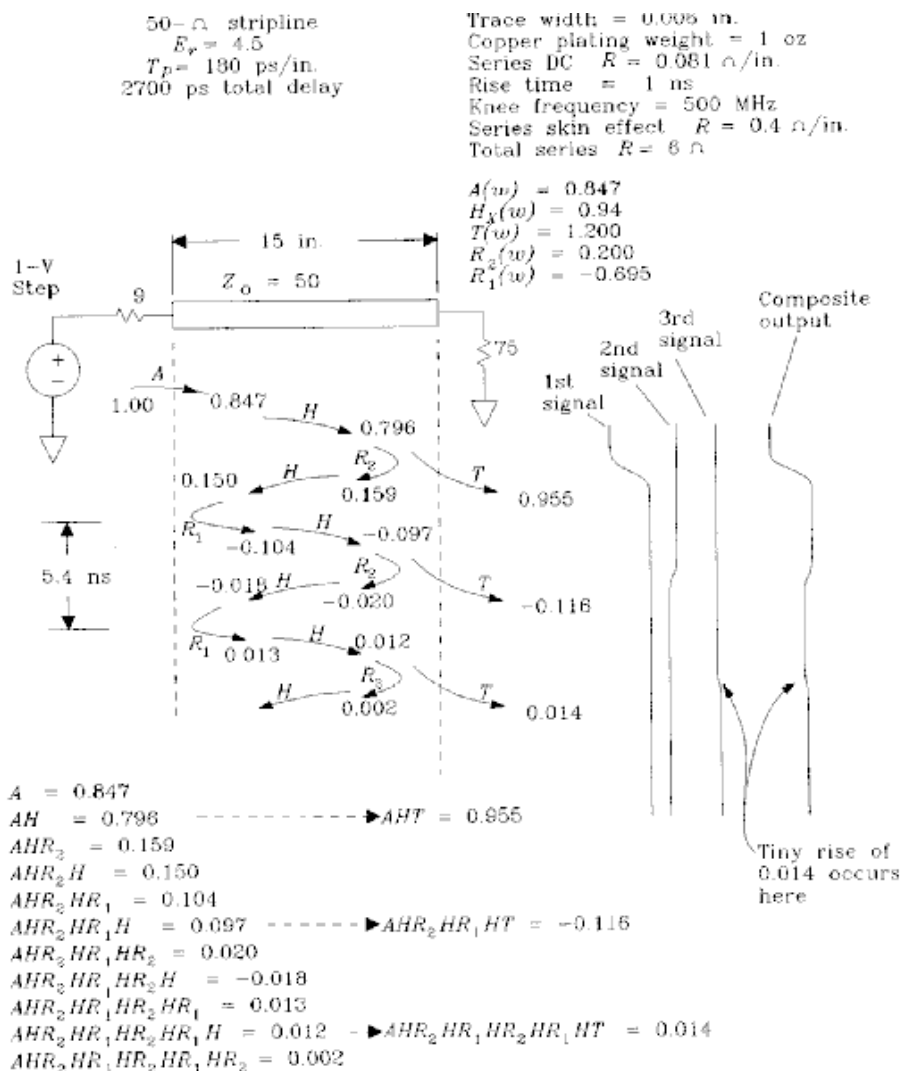 50-Ω stripline
E_r = 4.5
T_p = 180 ps/in.
2700 ps total delay
Trace width = 0.006 in.
Copper plating weight = 1 oz
Series DC R = 0.081 Ω/in.
Rise time = 1 ns
Knee frequency = 500 MHz
Series skin effect R = 0.4 Ω/in.
Total series R = 6 Ω
A(w) = 0.847
H_X(w) = 0.94
T(w) = 1.200
R_2(w) = 0.200
R_1(w) = -0.695
15 in.
1-V
Step
9
Z_o = 50
75
+
−
1st
signal
2nd
signal
3rd
signal
Composite
output
A
1.00
0.847
H
0.796
R_2
T
0.150
H
0.159
0.955
R_1
H
-0.104
-0.097
5.4 ns
-0.018
H
R_2
-0.020
T
-0.116
R_1
0.013
H
0.012
H
R_3
0.002
T
0.014
A = 0.847
AH = 0.796 AHT = 0.955
AHR_2 = 0.159
AHR_2H = 0.150
AHR_2HR_1 = 0.104
AHR_2HR_1H = 0.097 AHR_2HR_1HT = -0.116
AHR_2HR_1HR_2 = 0.020
AHR_2HR_1HR_2H = -0.018
AHR_2HR_1HR_2HR_1 = 0.013
AHR_2HR_1HR_2HR_1H = 0.012 AHR_2HR_1HR_2HR_1HT = 0.014
AHR_2HR_1HR_2HR_1HR_2 = 0.002
Tiny rise of
0.014 occurs
here